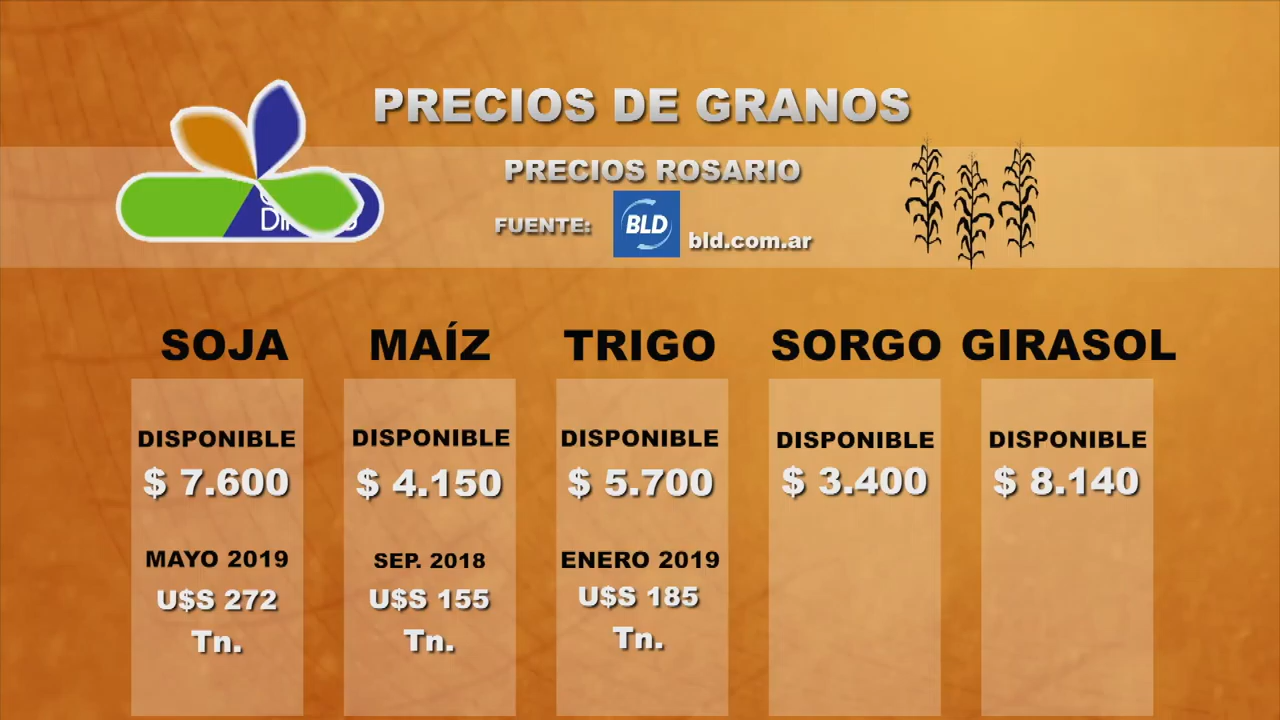 PRECIOS DE GRANOS
PRECIOS ROSARIO
FUENTE: BLD bld.com.ar
SOJA MAÍZ TRIGO SORGO GIRASOL
DISPONIBLE DISPONIBLE DISPONIBLE DISPONIBLE DISPONIBLE
$ 7.600 $ 4.150 $ 5.700 $ 3.400 $ 8.140
MAYO 2019 SEP. 2018 ENERO 2019
U$S 272 U$S 155 U$S 185
Tn. Tn. Tn.